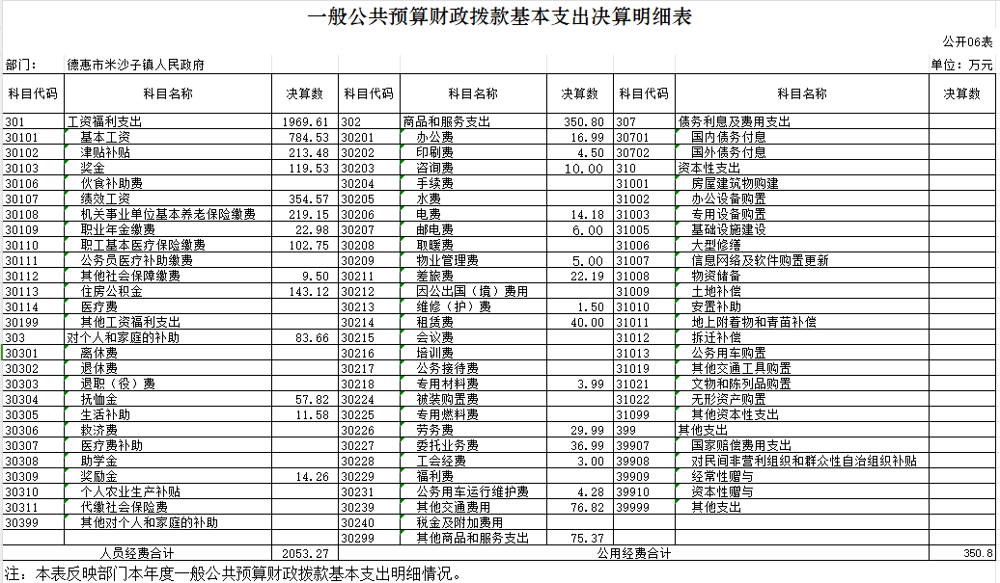 一般公共预算财政拨款基本支出决算明细表
公开06表
部门： 德惠市米沙子镇人民政府 单位：万元
科目代码 科目名称 决算数 科目代码 科目名称 决算数 科目代码 科目名称 决算数
301 工资福利支出 1969.61 302 商品和服务支出 350.80 307 债务利息及费用支出
30101 基本工资 784.53 30201 办公费 16.99 30701 国内债务付息
30102 津贴补贴 213.48 30202 印刷费 4.50 30702 国外债务付息
30103 奖金 119.53 30203 咨询费 10.00 310 资本性支出
30106 伙食补助费 30204 手续费 31001 房屋建筑物购建
30107 绩效工资 354.57 30205 水费 31002 办公设备购置
30108 机关事业单位基本养老保险缴费 219.15 30206 电费 14.18 31003 专用设备购置
30109 职业年金缴费 22.98 30207 邮电费 6.00 31005 基础设施建设
30110 职工基本医疗保险缴费 102.75 30208 取暖费 31006 大型修缮
30111 公务员医疗补助缴费 30209 物业管理费 5.00 31007 信息网络及软件购置更新
30112 其他社会保障缴费 9.50 30211 差旅费 22.19 31008 物资储备
30113 住房公积金 143.12 30212 因公出国（境）费用 31009 土地补偿
30114 医疗费 30213 维修（护）费 1.50 31010 安置补助
30199 其他工资福利支出 30214 租赁费 40.00 31011 地上附着物和青苗补偿
303 对个人和家庭的补助 83.66 30215 会议费 31012 拆迁补偿
30301 离休费 30216 培训费 31013 公务用车购置
30302 退休费 30217 公务接待费 31019 其他交通工具购置
30303 退职（役）费 30218 专用材料费 3.99 31021 文物和陈列品购置
30304 抚恤金 57.82 30224 被装购置费 31022 无形资产购置
30305 生活补助 11.58 30225 专用燃料费 31099 其他资本性支出
30306 救济费 30226 劳务费 29.99 399 其他支出
30307 医疗费补助 30227 委托业务费 36.99 39907 国家赔偿费用支出
30308 助学金 30228 工会经费 3.00 39908 对民间非营利组织和群众性自治组织补贴
30309 奖励金 14.26 30229 福利费 39909 经常性赠与
30310 个人农业生产补贴 30231 公务用车运行维护费 4.28 39910 资本性赠与
30311 代缴社会保险费 30239 其他交通费用 76.82 39999 其他支出
30399 其他对个人和家庭的补助 30240 税金及附加费用
30299 其他商品和服务支出 75.37
人员经费合计 2053.27 公用经费合计 350.8
注：本表反映部门本年度一般公共预算财政拨款基本支出明细情况。